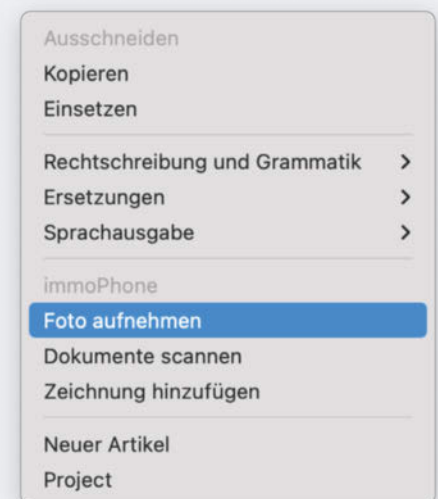 Ausschneiden
Kopieren
Einsetzen
Rechtschreibung und Grammatik
Ersetzungen
Sprachausgabe
immoPhone
Foto aufnehmen
Dokumente scannen
Zeichnung hinzufügen
Neuer Artikel
Project